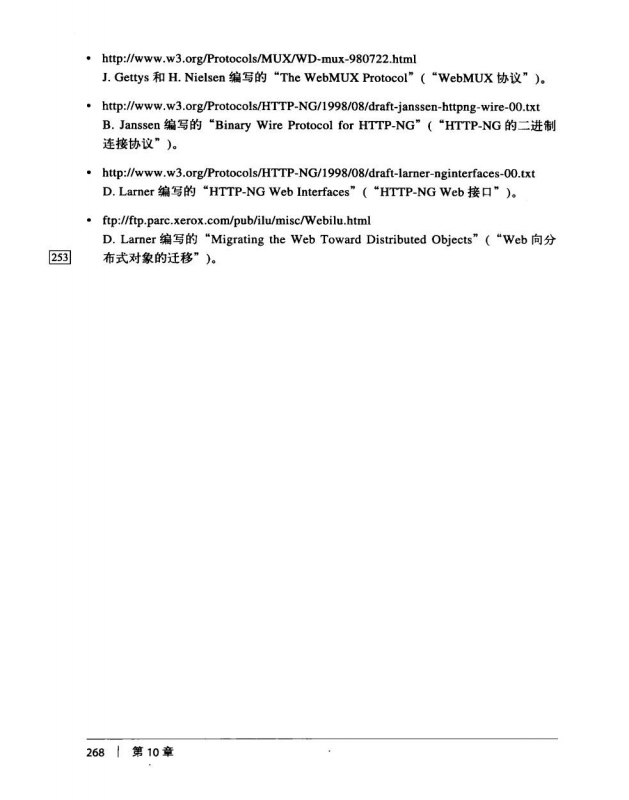 • http://www.w3.org/Protocols/MUX/WD-mux-980722.html
J. Gettys 和 H. Nielsen 编写的“The WebMUX Protocol”(“WebMUX 协议”)。
• http://www.w3.org/Protocols/HTTP-NG/1998/08/draft-janssen-httpng-wire-00.txt
B. Janssen 编写的“Binary Wire Protocol for HTTP-NG”(“HTTP-NG 的二进制
连接协议”)。
• http://www.w3.org/Protocols/HTTP-NG/1998/08/draft-larner-nginterfaces-00.txt
D. Larner 编写的“HTTP-NG Web Interfaces”(“HTTP-NG Web 接口”)。
• ftp://ftp.parc.xerox.com/pub/ilu/misc/Webilu.html
D. Larner 编写的“Migrating the Web Toward Distributed Objects”(“Web 向分
253 布式对象的迁移”)。
268 | 第 10 章